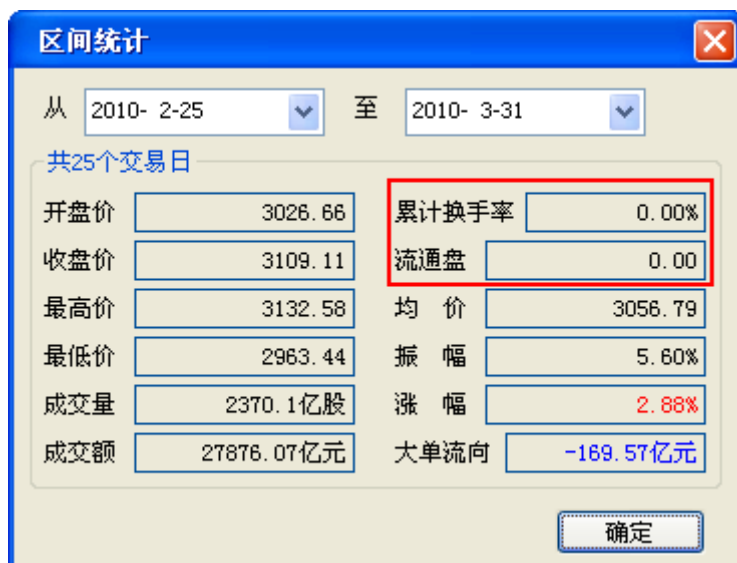 区间统计
从 2010- 2-25 至 2010- 3-31
共25个交易日
开盘价 3026.66 累计换手率 0.00%
收盘价 3109.11 流通盘 0.00
最高价 3132.58 均 价 3056.79
最低价 2963.44 振 幅 5.60%
成交量 2370.1亿股 涨 幅 2.88%
成交额 27876.07亿元 大单流向 -169.57亿元
确定